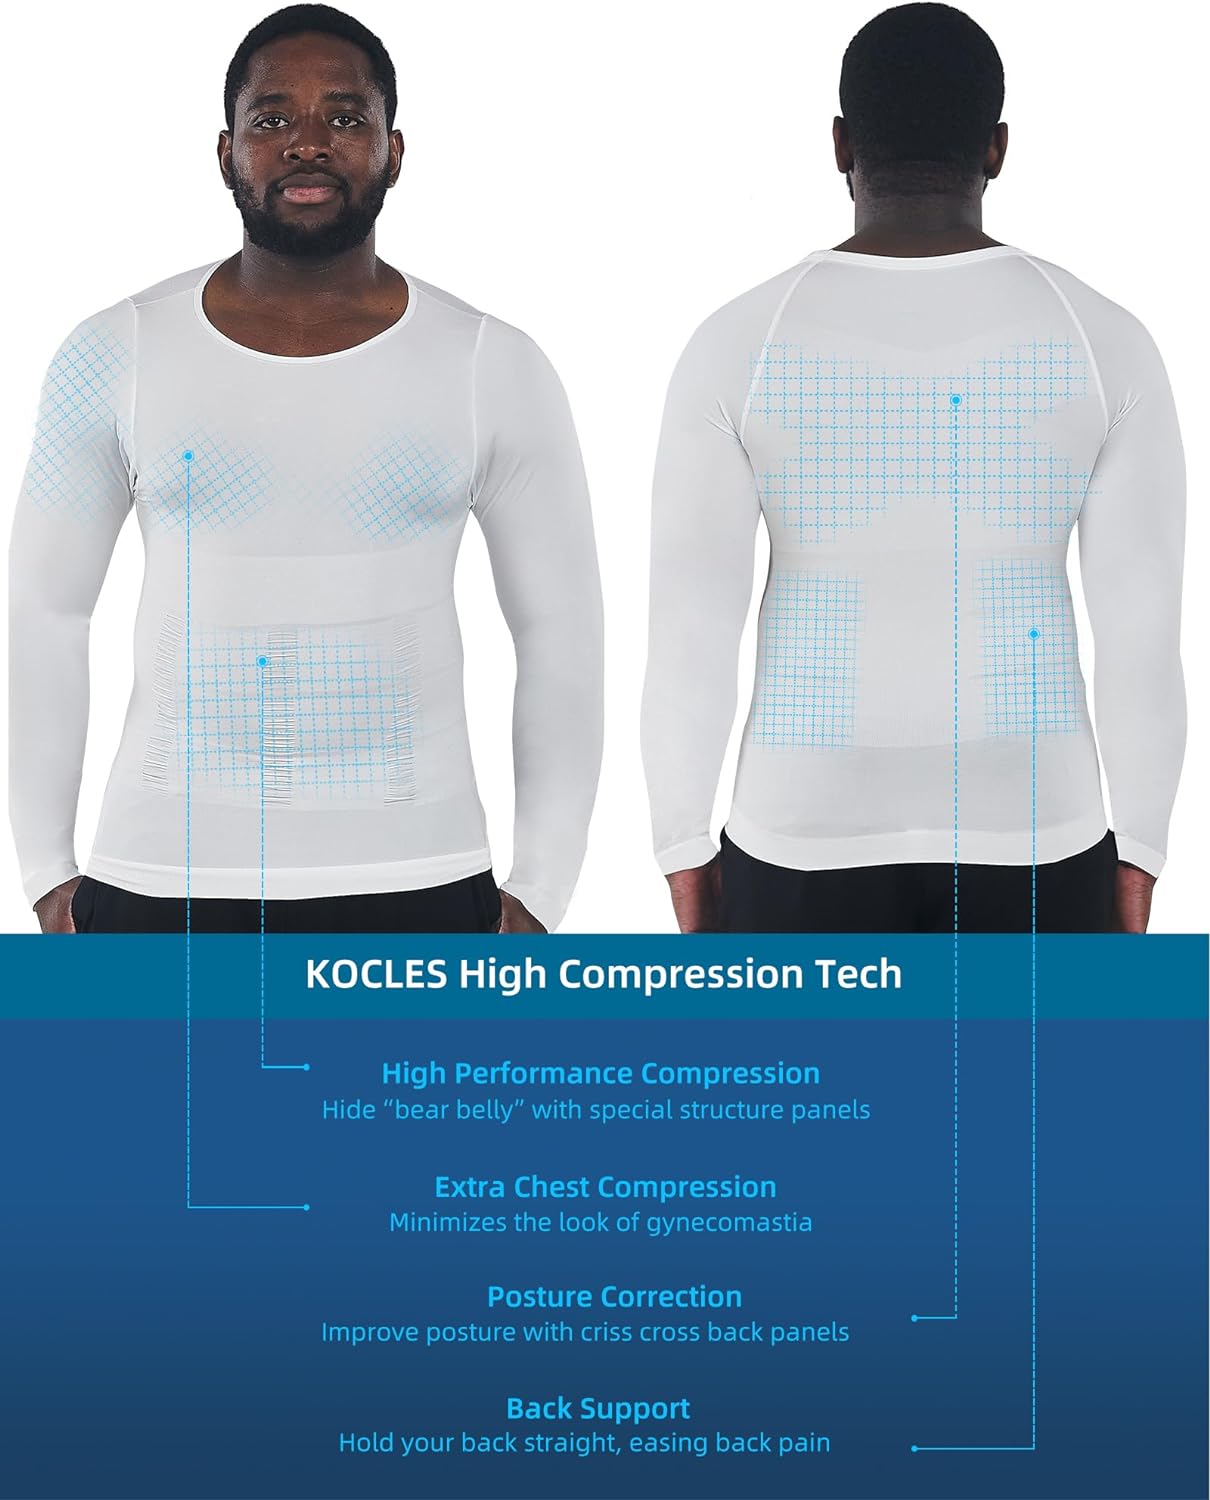 KOCLES High Compression Tech
High Performance Compression
Hide “bear belly” with special structure panels
Extra Chest Compression
Minimizes the look of gynecomastia
Posture Correction
Improve posture with criss cross back panels
Back Support
Hold your back straight, easing back pain